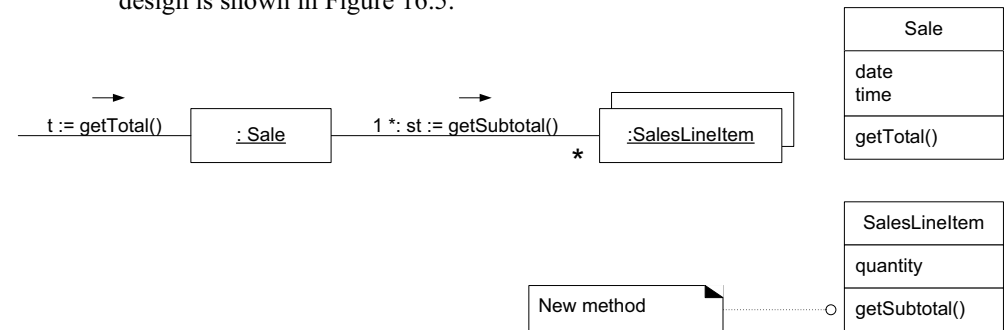 design is shown in Figure 16.5.
Sale
date
time
getTotal()
t := getTotal()
: Sale
1 *: st := getSubtotal()
:SalesLineItem
*
SalesLineItem
quantity
getSubtotal()
New method